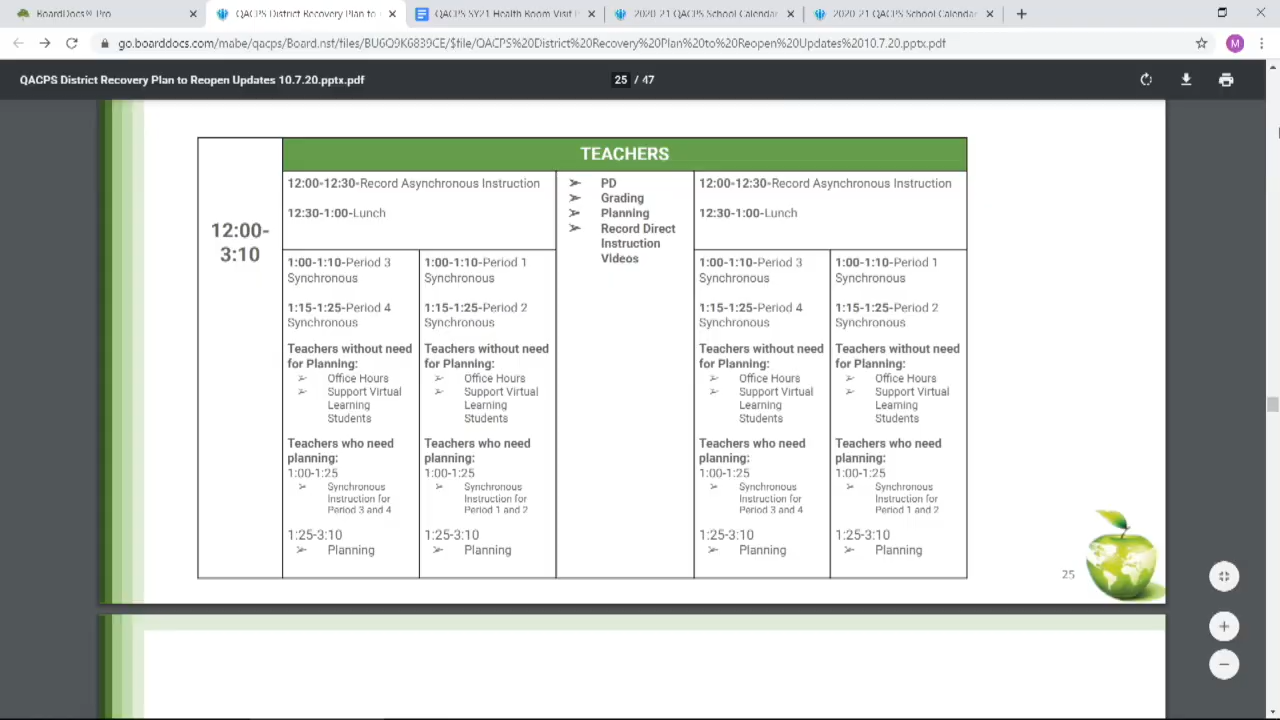 BoardDocs® Pro
QACPS District Recovery Plan to
QACPS SY21 Health Room Visit
2020-21 QACPS School Calendar
2020-21 QACPS School Calendar
go.boarddocs.com/mabe/qacps/Board.nsf/files/BU6Q9K6839CE/$file/QACPS%20District%20Recovery%20Plan%20to%20Reopen%20Updates%2010.7.20.pptx.pdf
M
QACPS District Recovery Plan to Reopen Updates 10.7.20.pptx.pdf
25 / 47
TEACHERS
12:00-
3:10
12:00-12:30-Record Asynchronous Instruction
12:30-1:00-Lunch
1:00-1:10-Period 3
Synchronous
1:15-1:25-Period 4
Synchronous
Teachers without need
for Planning:
➢ Office Hours
➢ Support Virtual
Learning
Students
Teachers who need
planning:
1:00-1:25
➢ Synchronous
Instruction for
Period 3 and 4
1:25-3:10
➢ Planning
1:00-1:10-Period 1
Synchronous
1:15-1:25-Period 2
Synchronous
Teachers without need
for Planning:
➢ Office Hours
➢ Support Virtual
Learning
Students
Teachers who need
planning:
1:00-1:25
➢ Synchronous
Instruction for
Period 1 and 2
1:25-3:10
➢ Planning
➢ PD
➢ Grading
➢ Planning
➢ Record Direct
Instruction
Videos
12:00-12:30-Record Asynchronous Instruction
12:30-1:00-Lunch
1:00-1:10-Period 3
Synchronous
1:15-1:25-Period 4
Synchronous
Teachers without need
for Planning:
➢ Office Hours
➢ Support Virtual
Learning
Students
Teachers who need
planning:
1:00-1:25
➢ Synchronous
Instruction for
Period 3 and 4
1:25-3:10
➢ Planning
1:00-1:10-Period 1
Synchronous
1:15-1:25-Period 2
Synchronous
Teachers without need
for Planning:
➢ Office Hours
➢ Support Virtual
Learning
Students
Teachers who need
planning:
1:00-1:25
➢ Synchronous
Instruction for
Period 1 and 2
1:25-3:10
➢ Planning
25